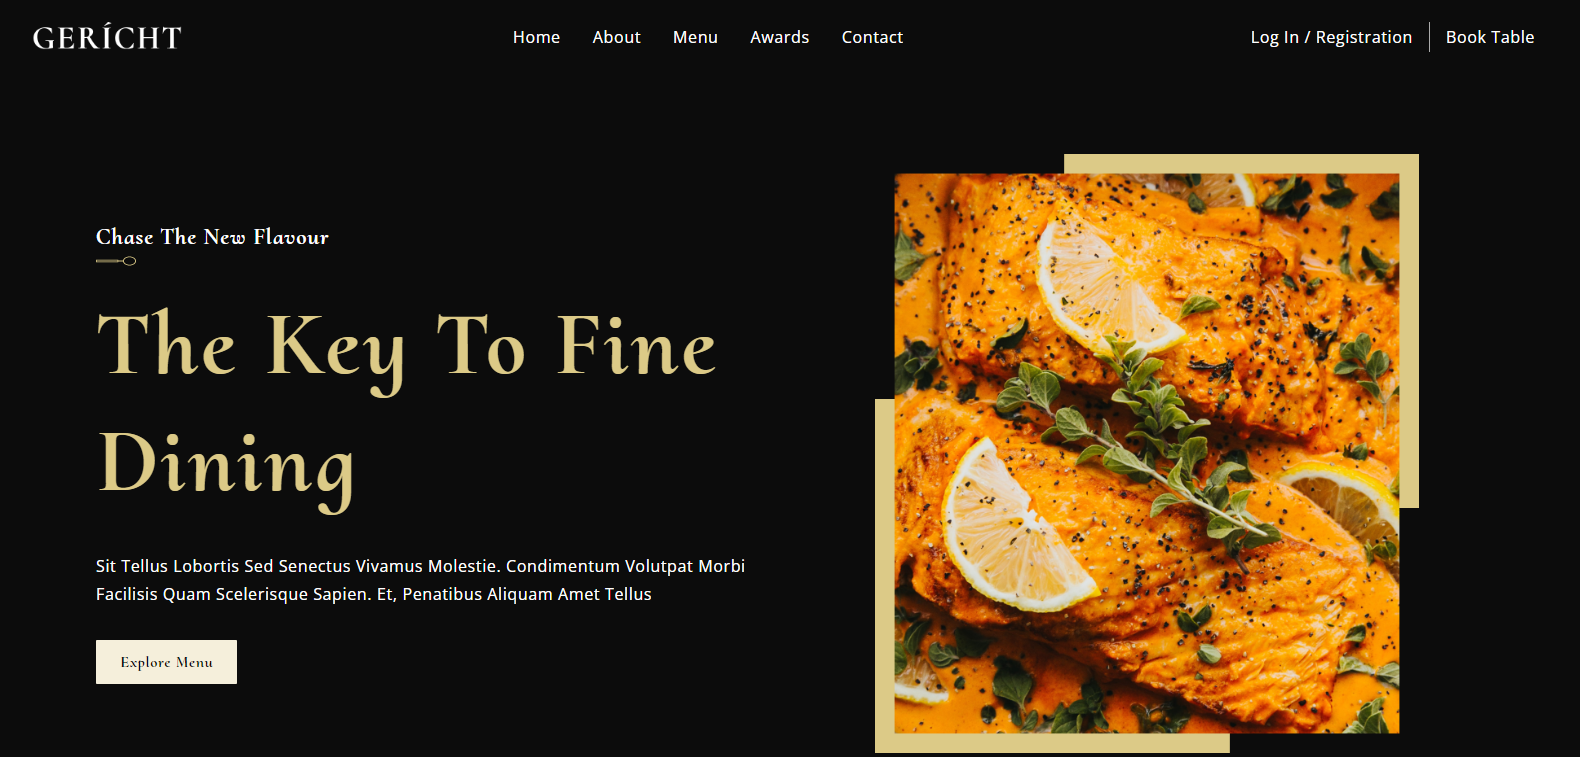 GERÍCHT
Home About Menu Awards Contact
Log In / Registration Book Table
Chase The New Flavour
The Key To Fine
Dining
Sit Tellus Lobortis Sed Senectus Vivamus Molestie. Condimentum Volutpat Morbi
Facilisis Quam Scelerisque Sapien. Et, Penatibus Aliquam Amet Tellus
Explore Menu